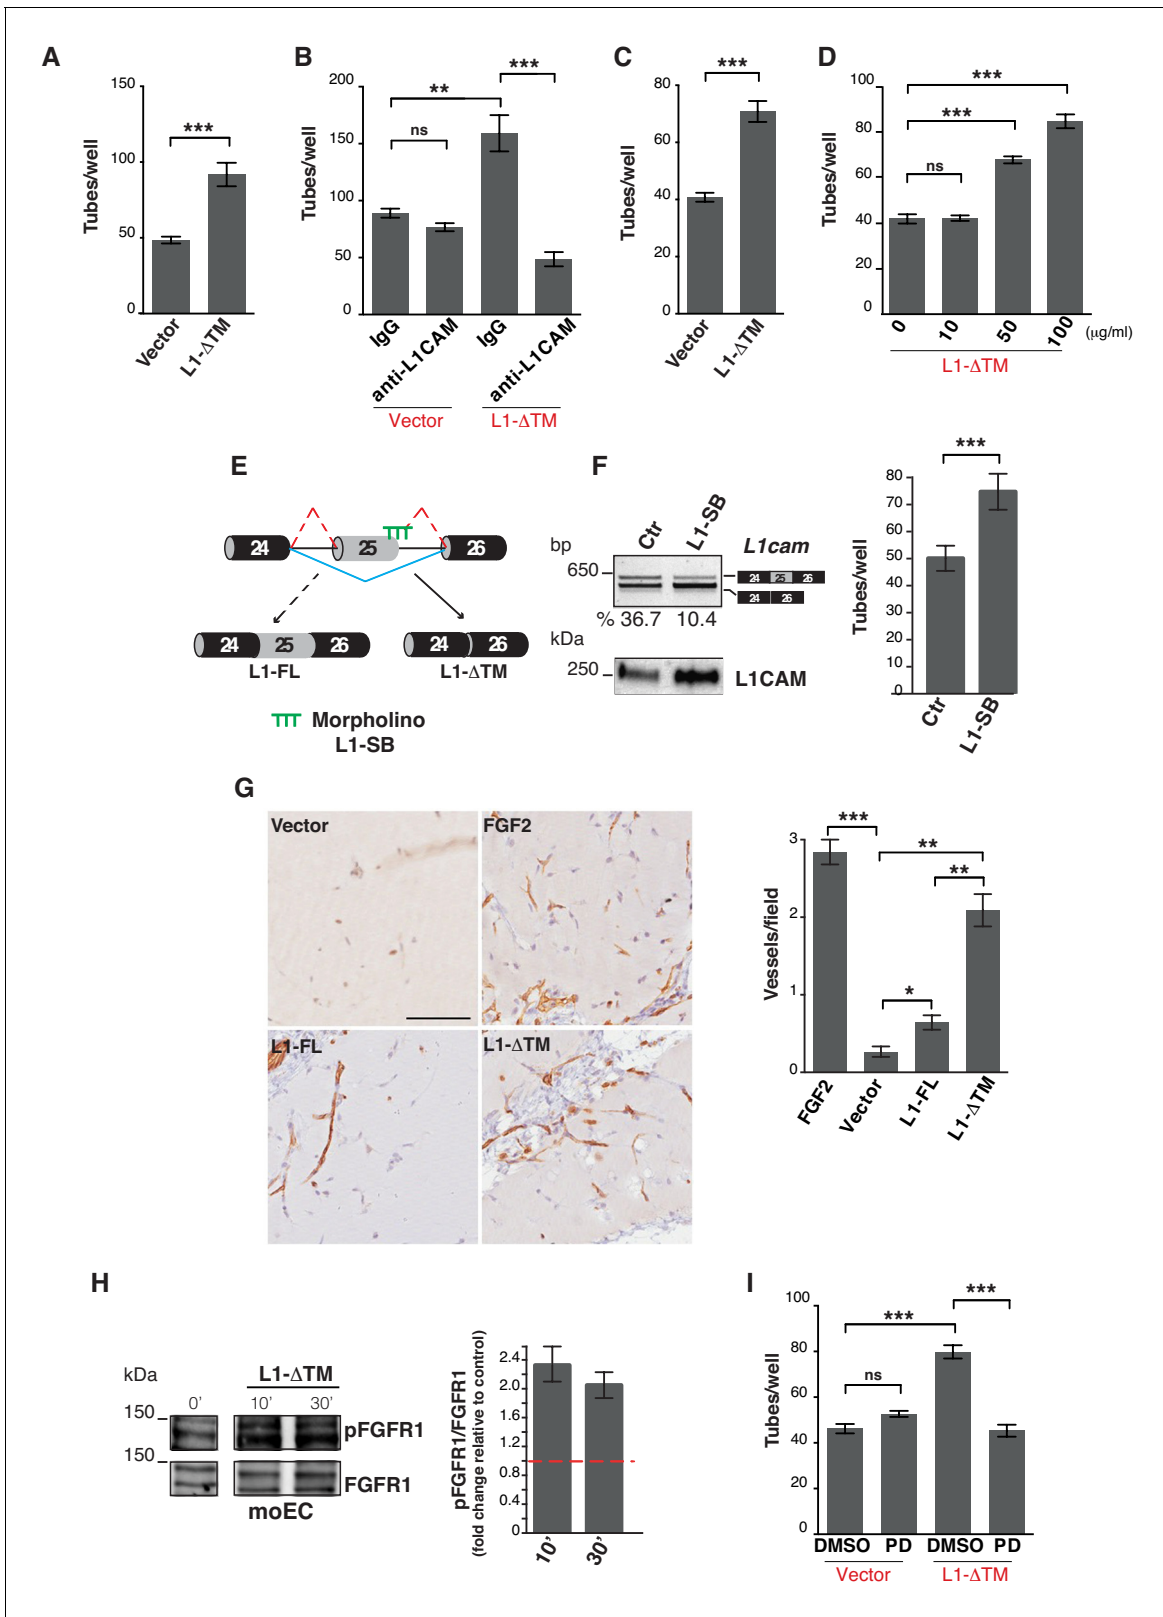 A
Tubes/well
150
100
50
0
***
Vector
L1-ΔTM
B
Tubes/well
200
150
100
50
0
**
***
ns
IgG
anti-L1CAM
IgG
anti-L1CAM
Vector
L1-ΔTM
C
Tubes/well
80
60
40
20
0
***
Vector
L1-ΔTM
D
Tubes/well
100
80
60
40
20
0
***
***
ns
0
10
50
100
(μg/ml)
L1-ΔTM
E
24
25
26
24 25 26
L1-FL
24 26
L1-ΔTM
Morpholino
L1-SB
F
Ctr
L1-SB
bp
650
L1cam
24 25 26
24 26
% 36.7 10.4
kDa
250
L1CAM
Tubes/well
80
70
60
50
40
30
20
10
0
***
Ctr
L1-SB
G
Vector
FGF2
L1-FL
L1-ΔTM
Vessels/field
3
2
1
0
***
**
**
*
FGF2
Vector
L1-FL
L1-ΔTM
H
kDa
L1-ΔTM
0'
10'
30'
150
pFGFR1
150
FGFR1
moEC
pFGFR1/FGFR1
(fold change relative to control)
2.4
2.0
1.6
1.2
0.8
0.4
0
10'
30'
I
Tubes/well
100
80
60
40
20
0
***
***
ns
DMSO PD DMSO PD
Vector
L1-ΔTM